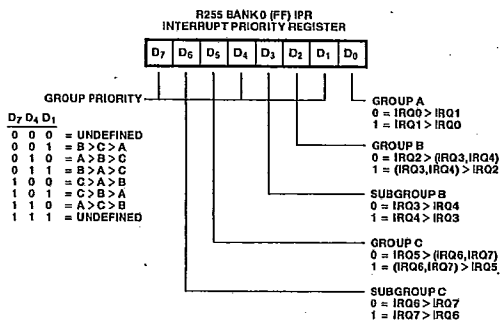 R255 BANK0 (FF) IPR
INTERRUPT PRIORITY REGISTER
D7 D6 D5 D4 D3 D2 D1 D0
GROUP PRIORITY
D7 D4 D1
0 0 0 = UNDEFINED
0 0 1 = B > C > A
0 1 0 = A > B > C
0 1 1 = B > A > C
1 0 0 = C > A > B
1 0 1 = C > B > A
1 1 0 = A > C > B
1 1 1 = UNDEFINED
GROUP A
0 = IRQ0 > IRQ1
1 = IRQ1 > IRQ0
GROUP B
0 = IRQ2 > (IRQ3, IRQ4)
1 = (IRQ3, IRQ4) > IRQ2
SUBGROUP B
0 = IRQ3 > IRQ4
1 = IRQ4 > IRQ3
GROUP C
0 = IRQ5 > (IRQ6, IRQ7)
1 = (IRQ6, IRQ7) > IRQ5
SUBGROUP C
0 = IRQ6 > IRQ7
1 = IRQ7 > IRQ6